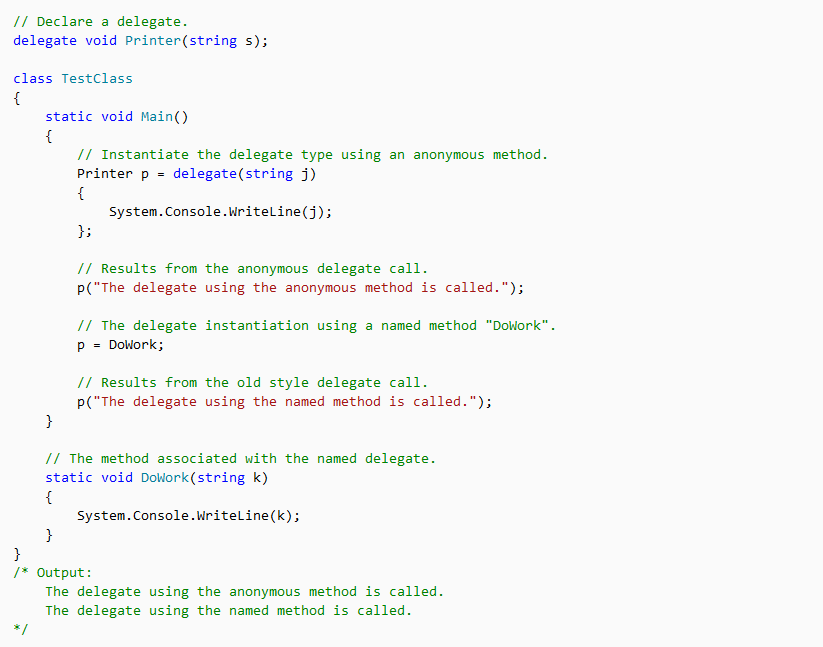 // Declare a delegate.
delegate void Printer(string s);

class TestClass
{
    static void Main()
    {
        // Instantiate the delegate type using an anonymous method.
        Printer p = delegate(string j)
        {
            System.Console.WriteLine(j);
        };

        // Results from the anonymous delegate call.
        p("The delegate using the anonymous method is called.");

        // The delegate instantiation using a named method "DoWork".
        p = DoWork;

        // Results from the old style delegate call.
        p("The delegate using the named method is called.");
    }

    // The method associated with the named delegate.
    static void DoWork(string k)
    {
        System.Console.WriteLine(k);
    }
}
/* Output:
    The delegate using the anonymous method is called.
    The delegate using the named method is called.
*/